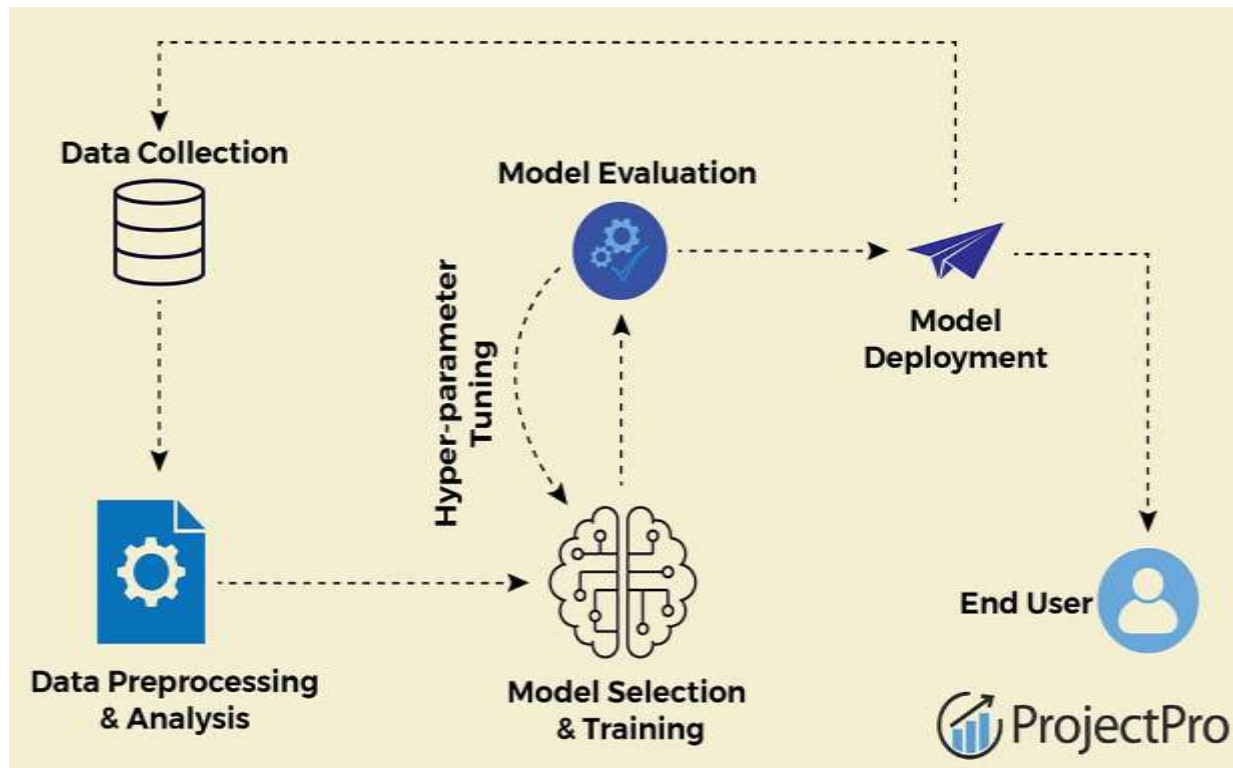 Data Collection
Model Evaluation
Hyper-parameter
Tuning
Model
Deployment
End User
Data Preprocessing
& Analysis
Model Selection
& Training
ProjectPro